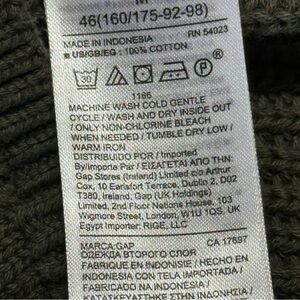 M
46(160/175-92-98)
MADE IN INDONESIA RN 54023
■ US/GB/EG : 100% COTTON
30 P
1186
MACHINE WASH COLD GENTLE
CYCLE / WASH AND DRY INSIDE OUT
/ ONLY NON-CHLORINE BLEACH
WHEN NEEDED / TUMBLE DRY LOW /
WARM IRON
DISTRIBUIDO POR / Imported
By/Importe Par / ΕΙΣΑΓΕΤΑΙ ΑΠΟ ΤΗΝ:
Gap Stores (Ireland) Limited c/o Arthur
Cox, 10 Earlsfort Terrace, Dublin 2, D02
T380, Ireland, Gap (UK Holdings)
Limited, 2nd Floor Nations House, 103
Wigmore Street, London, W1U 1QS, UK
Egypt Importer: RIGE, LLC
MARCA:GAP CA 17897
ОДЕЖДА ВТОРОГО СЛОЯ
FABRIQUE EN INDONISIE / HECHO EN
INDONESIA CON TELA IMPORTADA /
FABRICADO NA INDONESIA /